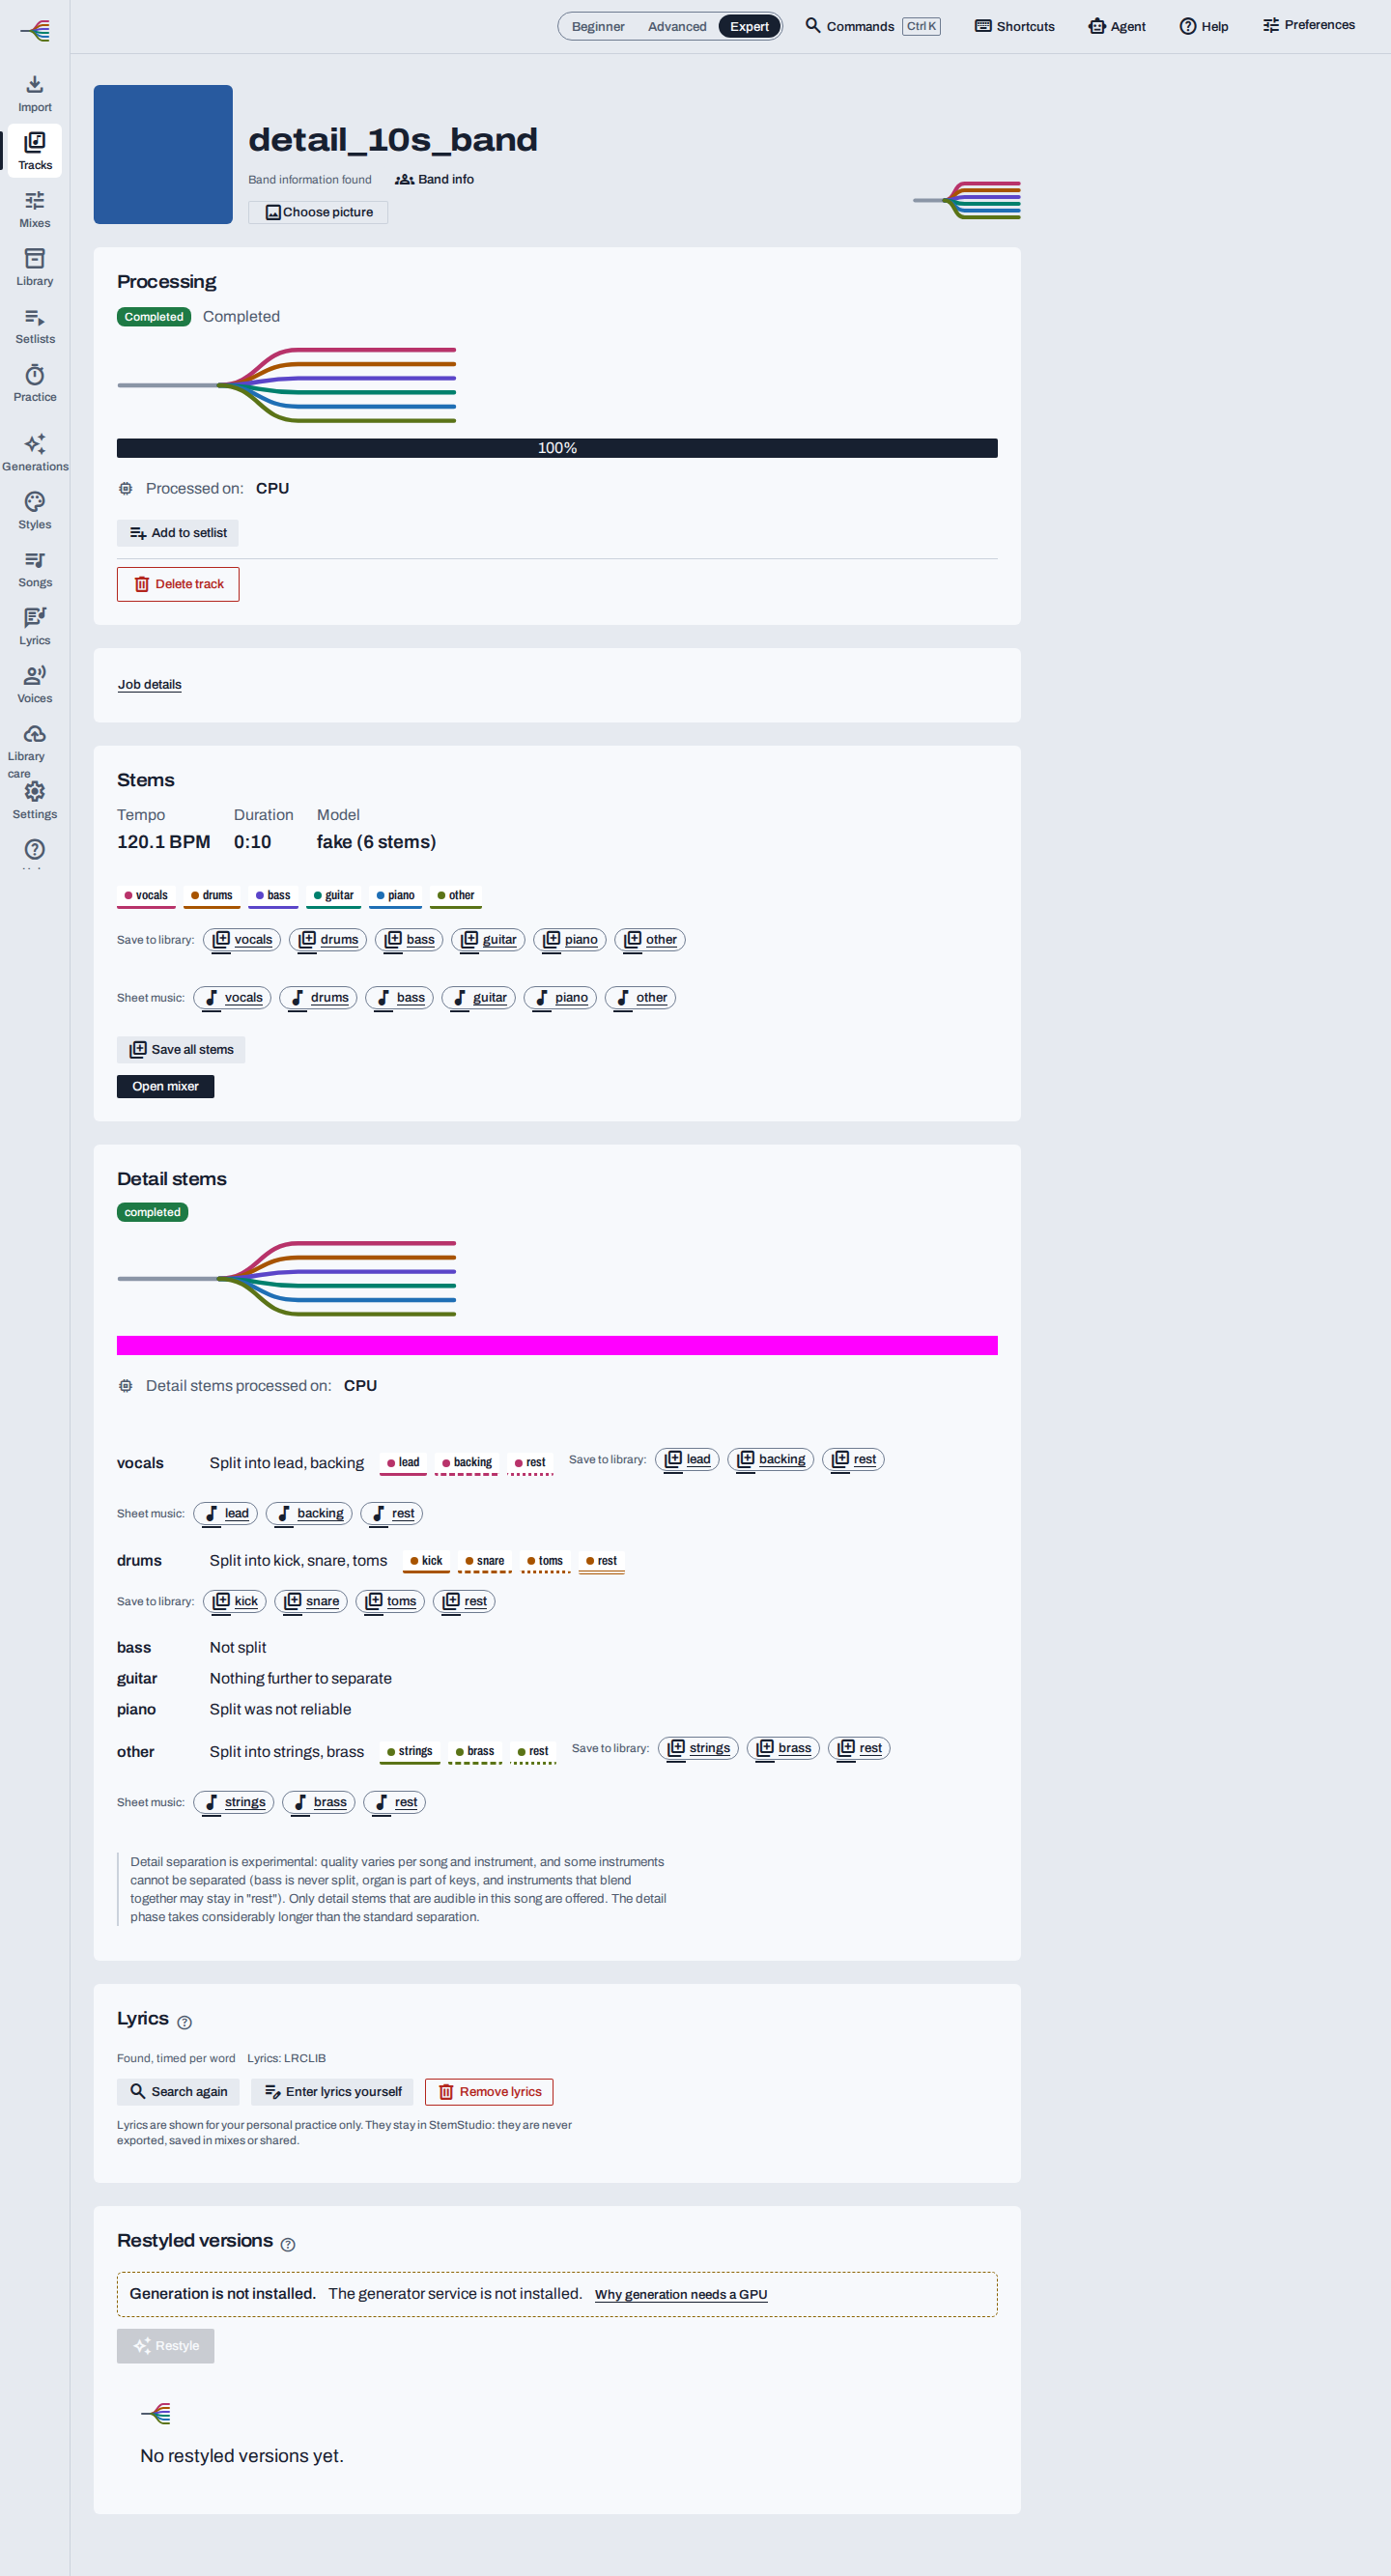 Beginner Advanced Expert Commands Ctrl K Shortcuts Agent Help Preferences
Import
Tracks
Mixes
Library
Setlists
Practice
Generations
Styles
Songs
Lyrics
Voices
Library
care
Settings
detail_10s_band
Band information found Band info
Choose picture
Processing
Completed Completed
100%
Processed on: CPU
Add to setlist
Delete track
Job details
Stems
Tempo Duration Model
120.1 BPM 0:10 fake (6 stems)
vocals drums bass guitar piano other
Save to library: vocals drums bass guitar piano other
Sheet music: vocals drums bass guitar piano other
Save all stems
Open mixer
Detail stems
completed
Detail stems processed on: CPU
vocals Split into lead, backing lead backing rest Save to library: lead backing rest
Sheet music: lead backing rest
drums Split into kick, snare, toms kick snare toms rest
Save to library: kick snare toms rest
bass Not split
guitar Nothing further to separate
piano Split was not reliable
other Split into strings, brass strings brass rest Save to library: strings brass rest
Sheet music: strings brass rest
Detail separation is experimental: quality varies per song and instrument, and some instruments
cannot be separated (bass is never split, organ is part of keys, and instruments that blend
together may stay in "rest"). Only detail stems that are audible in this song are offered. The detail
phase takes considerably longer than the standard separation.
Lyrics
Found, timed per word Lyrics: LRCLIB
Search again Enter lyrics yourself Remove lyrics
Lyrics are shown for your personal practice only. They stay in StemStudio: they are never
exported, saved in mixes or shared.
Restyled versions
Generation is not installed. The generator service is not installed. Why generation needs a GPU
Restyle
No restyled versions yet.